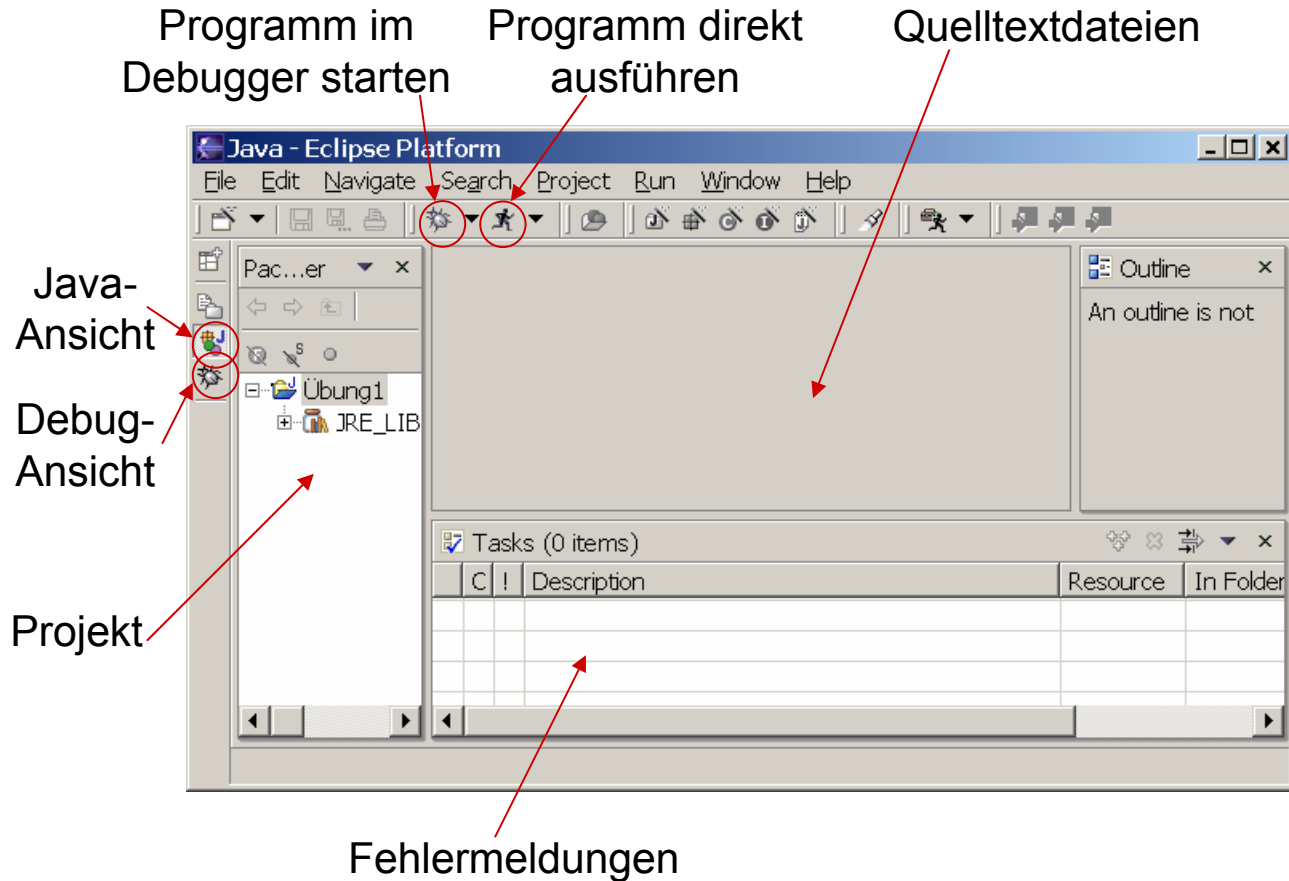 Programm im
Debugger starten
Programm direkt
ausführen
Quelltextdateien
Java - Eclipse Platform
File Edit Navigate Search Project Run Window Help
Pac...er
Outline
An outline is not
Java-
Ansicht
Debug-
Ansicht
Übung1
JRE_LIB
Projekt
Tasks (0 items)
C ! Description Resource In Folder
Fehlermeldungen